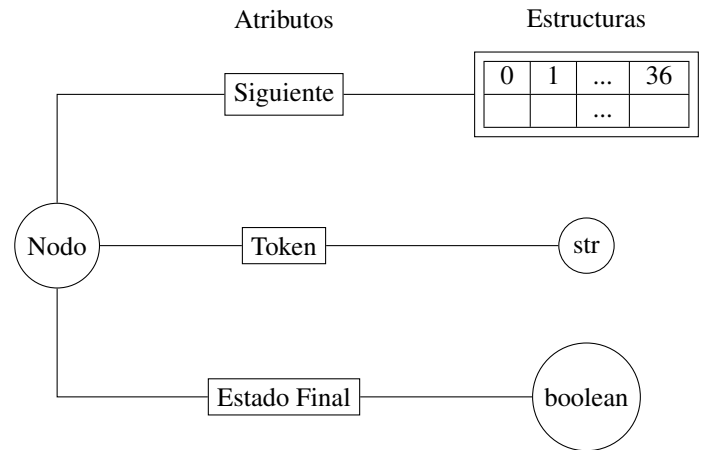 Atributos Estructuras
Siguiente 0 1 ... 36
...
Nodo Token str
Estado Final boolean